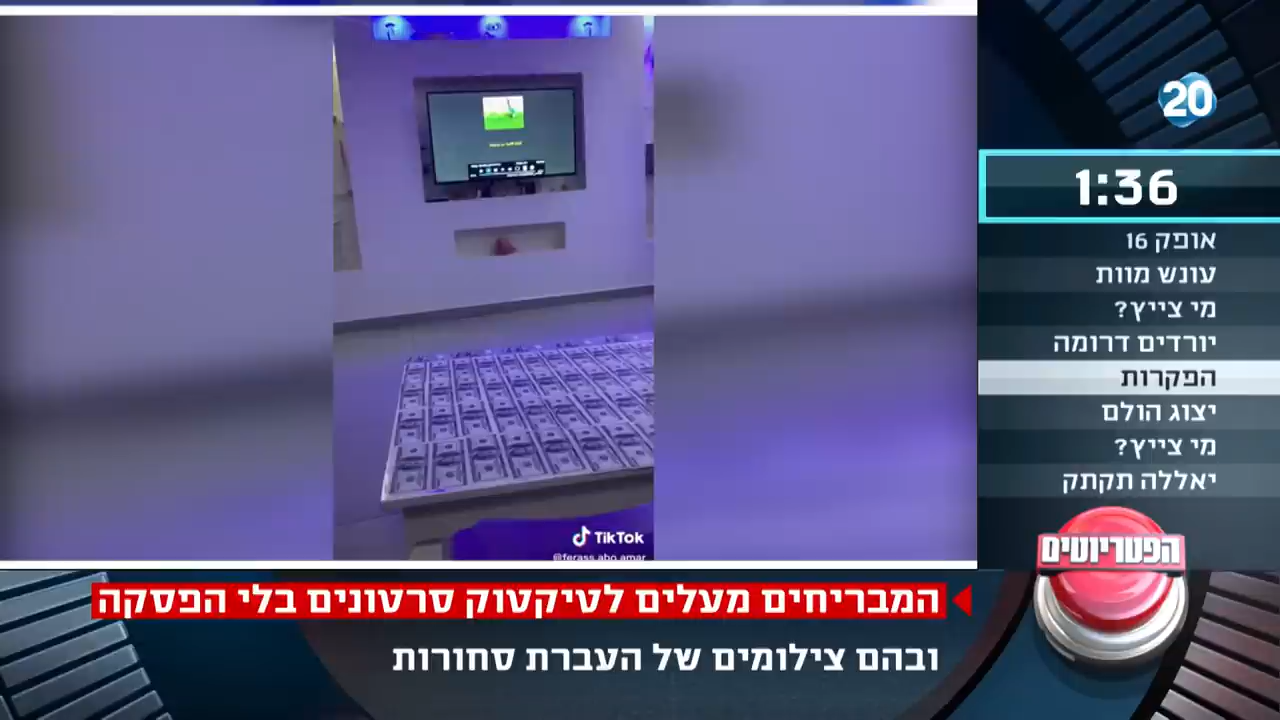 20
1:36
אופק 16
עונש מוות
מי צייץ?
יורדים דרומה
הפקרות
יצוג הולם
מי צייץ?
יאללה תקתק
הפטריוטים
TikTok
@ferass.abo.amar
המבריחים מעלים לטיקטוק סרטונים בלי הפסקה
ובהם צילומים של העברת סחורות